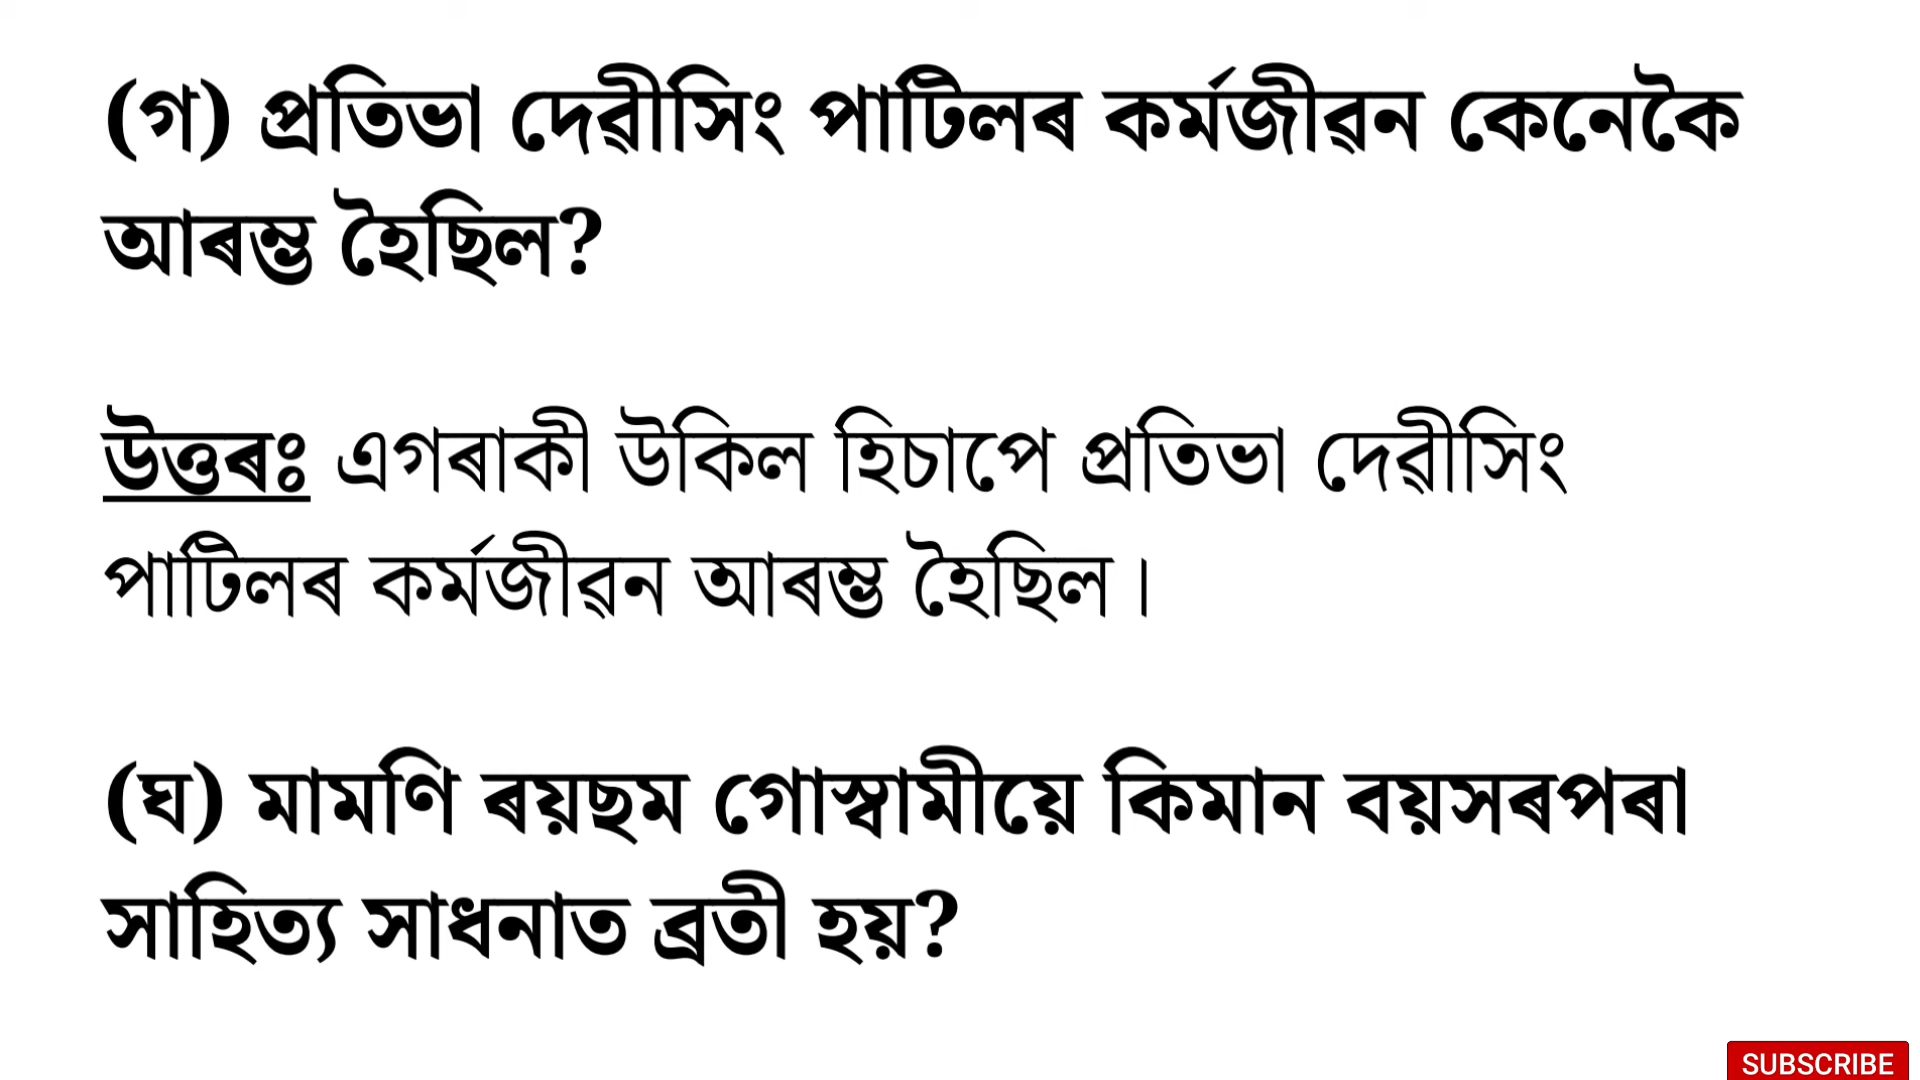 (গ) প্ৰতিভা দেৱীসিং পাটিলৰ কৰ্মজীৱন কেনেকৈ
আৰম্ভ হৈছিল?
উত্তৰঃ এগৰাকী উকিল হিচাপে প্ৰতিভা দেৱীসিং
পাটিলৰ কৰ্মজীৱন আৰম্ভ হৈছিল।
(ঘ) মামণি ৰয়ছম গোস্বামীয়ে কিমান বয়সৰপৰা
সাহিত্য সাধনাত ব্ৰতী হয়?
SUBSCRIBE